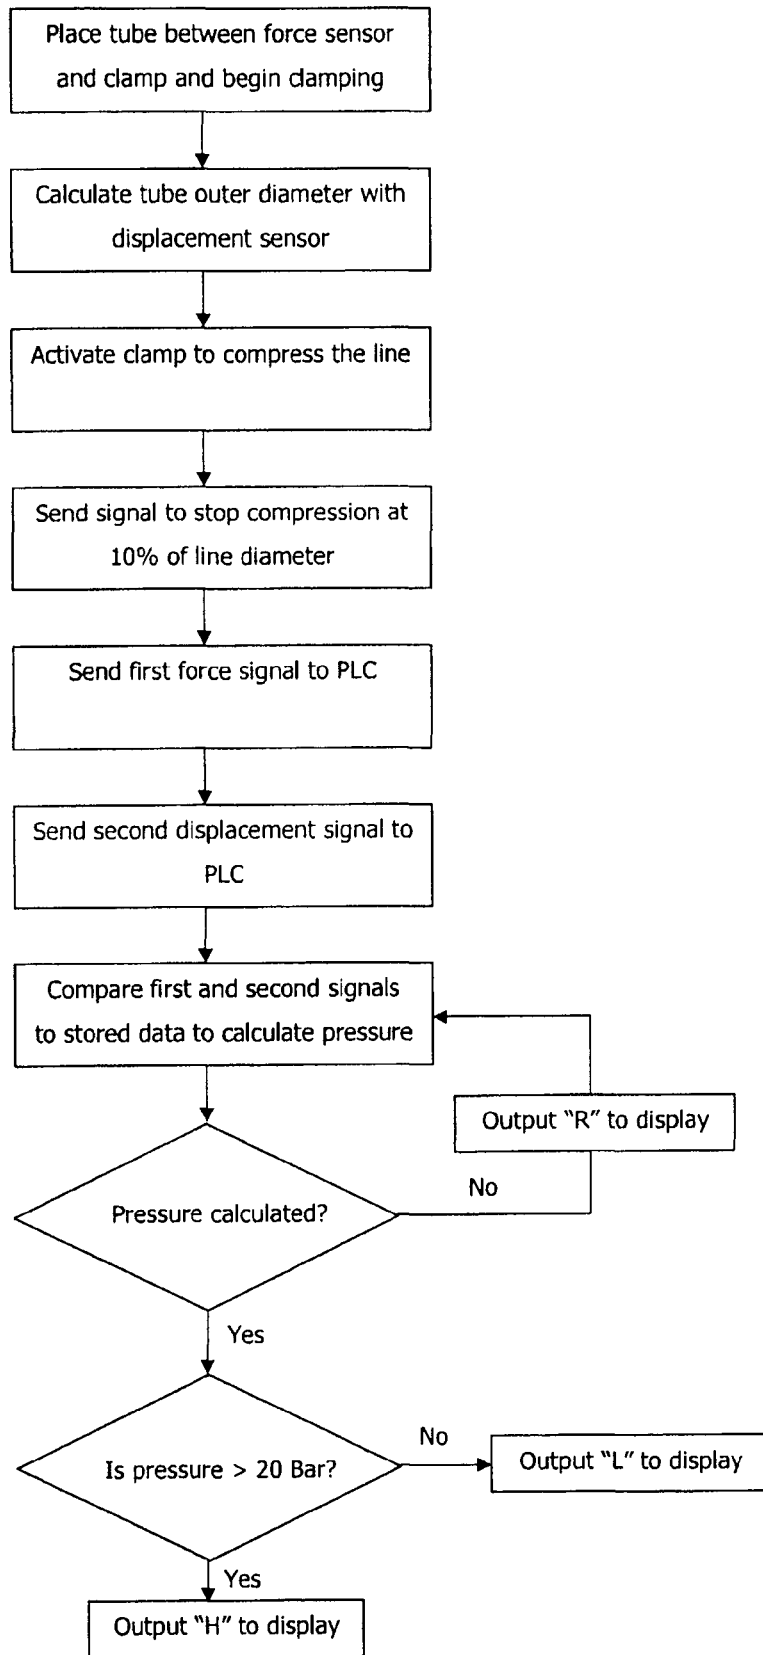 Place tube between force sensor
and clamp and begin clamping
Calculate tube outer diameter with
displacement sensor
Activate clamp to compress the line
Send signal to stop compression at
10% of line diameter
Send first force signal to PLC
Send second displacement signal to
PLC
Compare first and second signals
to stored data to calculate pressure
Output “R” to display
No
Pressure calculated?
Yes
No
Is pressure > 20 Bar?
Output “L” to display
Yes
Output “H” to display